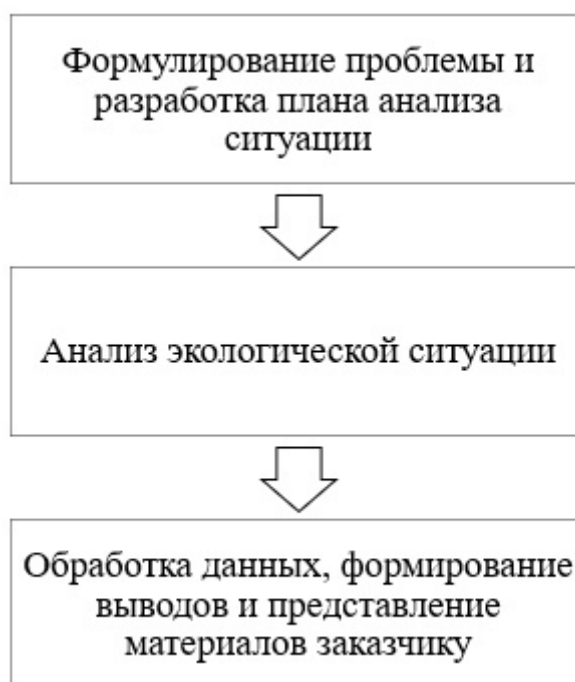 Формулирование проблемы и
разработка плана анализа
ситуации
Анализ экологической ситуации
Обработка данных, формирование
выводов и представление
материалов заказчику